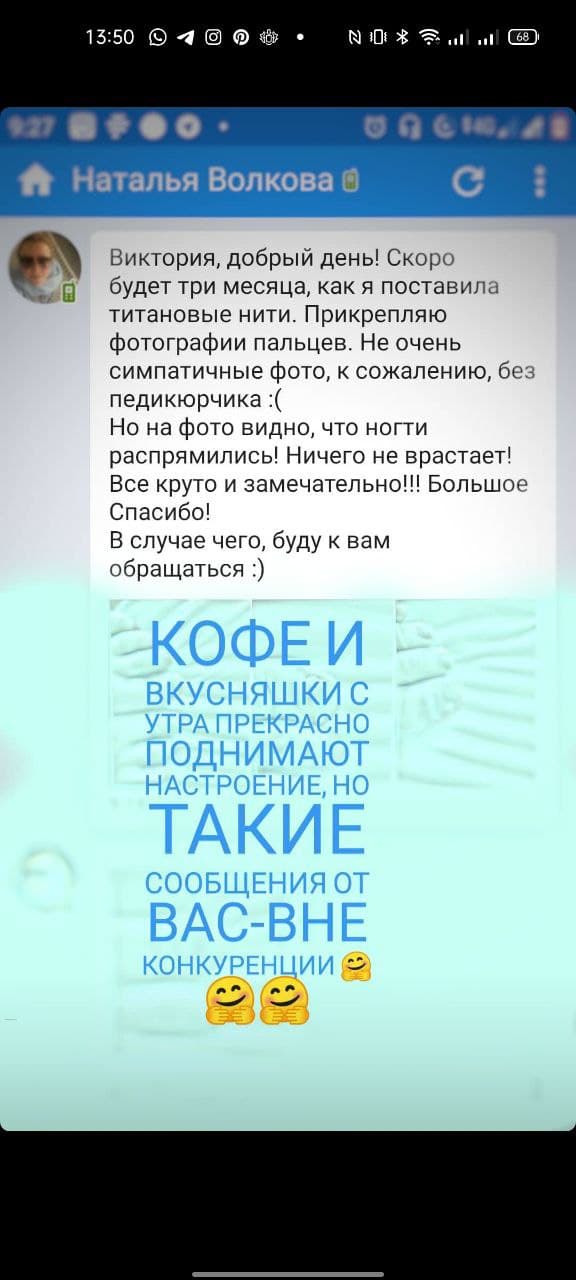 13:50
68
9:27
Наталья Волкова
Виктория, добрый день! Скоро
будет три месяца, как я поставила
титановые нити. Прикрепляю
фотографии пальцев. Не очень
симпатичные фото, к сожалению, без
педикюрчика :(
Но на фото видно, что ногти
распрямились! Ничего не врастает!
Все круто и замечательно!!! Большое
Спасибо!
В случае чего, буду к вам
обращаться :)
КОФЕ И
ВКУСНЯШКИ С
УТРА ПРЕКРАСНО
ПОДНИМАЮТ
НАСТРОЕНИЕ, НО
ТАКИЕ
СООБЩЕНИЯ ОТ
ВАС-ВНЕ
КОНКУРЕНЦИИ 🤗
🤗🤗